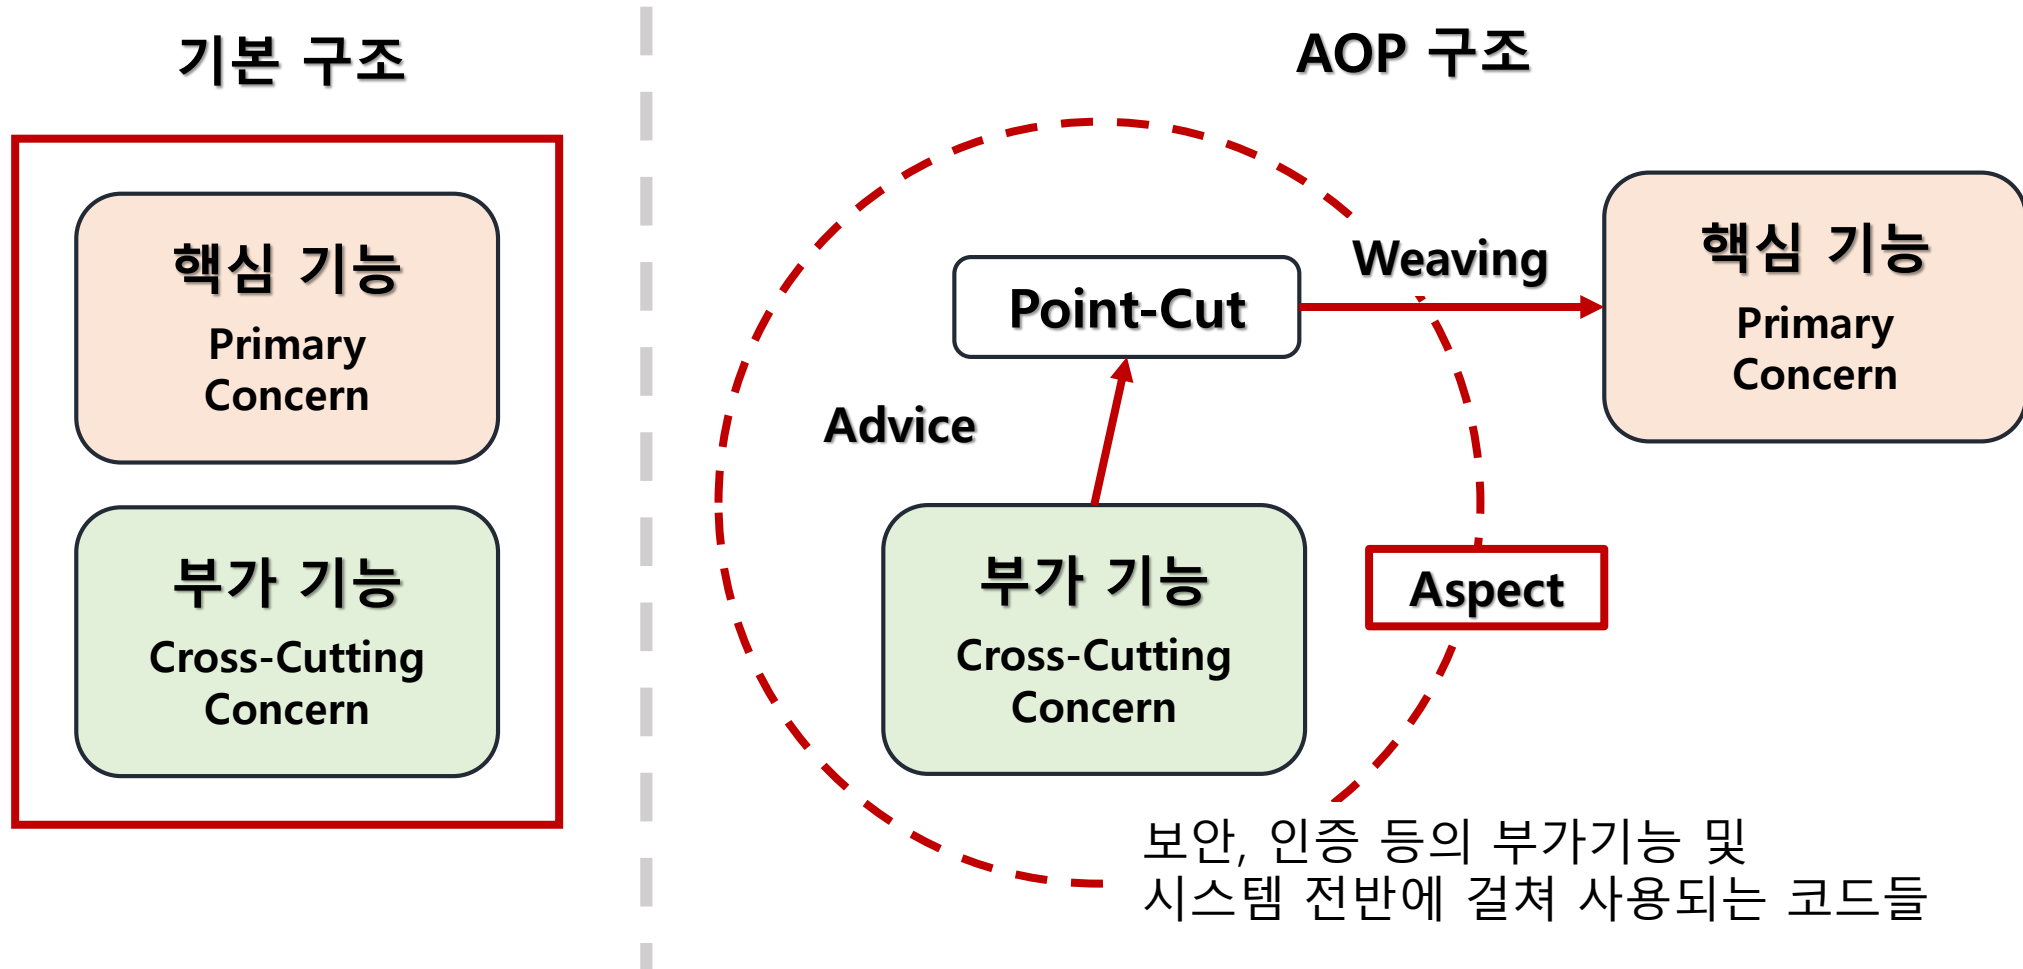 기본 구조
핵심 기능
Primary
Concern
부가 기능
Cross-Cutting
Concern
AOP 구조
Point-Cut
Weaving
핵심 기능
Primary
Concern
Advice
부가 기능
Cross-Cutting
Concern
Aspect
보안, 인증 등의 부가기능 및
시스템 전반에 걸쳐 사용되는 코드들